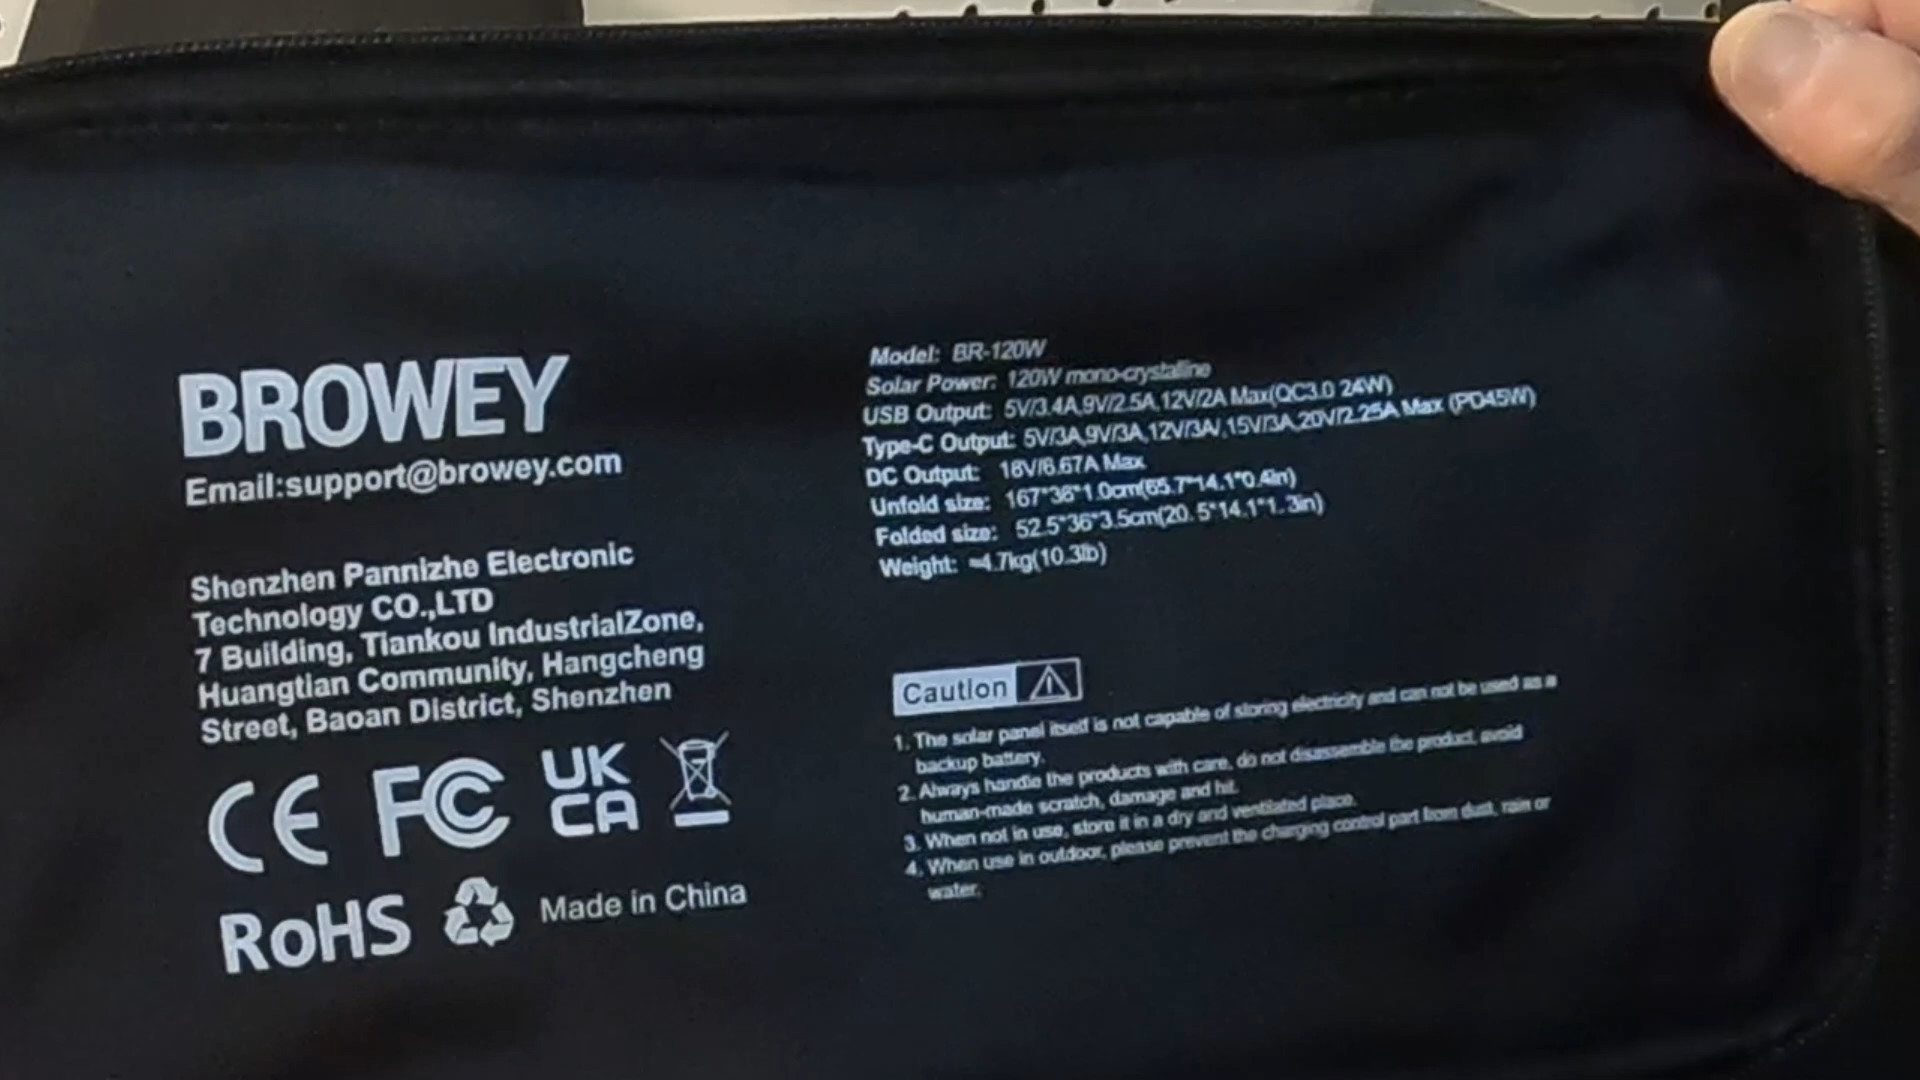 BROWEY
Email:support@browey.com
Shenzhen Pannizhe Electronic
Technology CO.,LTD
7 Building, Tiankou IndustrialZone,
Huangtian Community, Hangcheng
Street, Baoan District, Shenzhen
CE FC UK
CA
RoHS Made in China
Model: BR-120W
Solar Power: 120W mono-crystalline
USB Output: 5V/3.4A,9V/2.5A,12V/2A Max(QC3.0 24W)
Type-C Output: 5V/3A,9V/3A,12V/3A/,15V/3A,20V/2.25A Max (PD45W)
DC Output: 18V/6.67A Max
Unfold size: 167*36*1.0cm(65.7*14.1*0.4in)
Folded size: 52.5*36*3.5cm(20.5*14.1*1.3in)
Weight: ≈4.7kg(10.3lb)
Caution
1. The solar panel itself is not capable of storing electricity and can not be used as a
backup battery.
2. Always handle the products with care, do not disassemble the product, avoid
human-made scratch, damage and hit.
3. When not in use, store it in a dry and ventilated place.
4. When use in outdoor, please prevent the charging control part from dust, rain or
water.